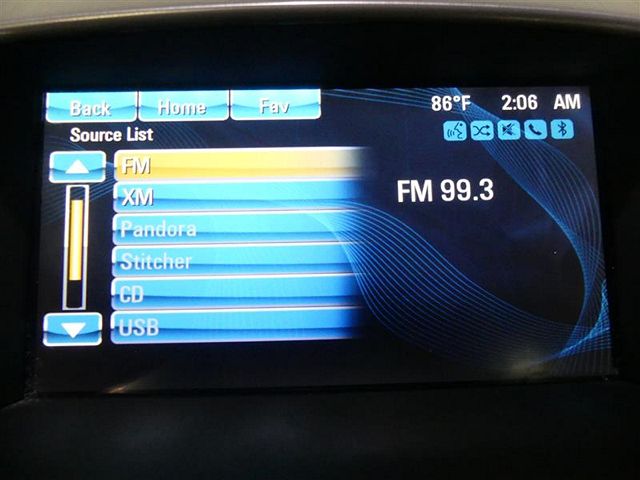 Back Home Fav 86°F 2:06 AM
Source List
FM
XM
FM 99.3
Pandora
Stitcher
CD
USB